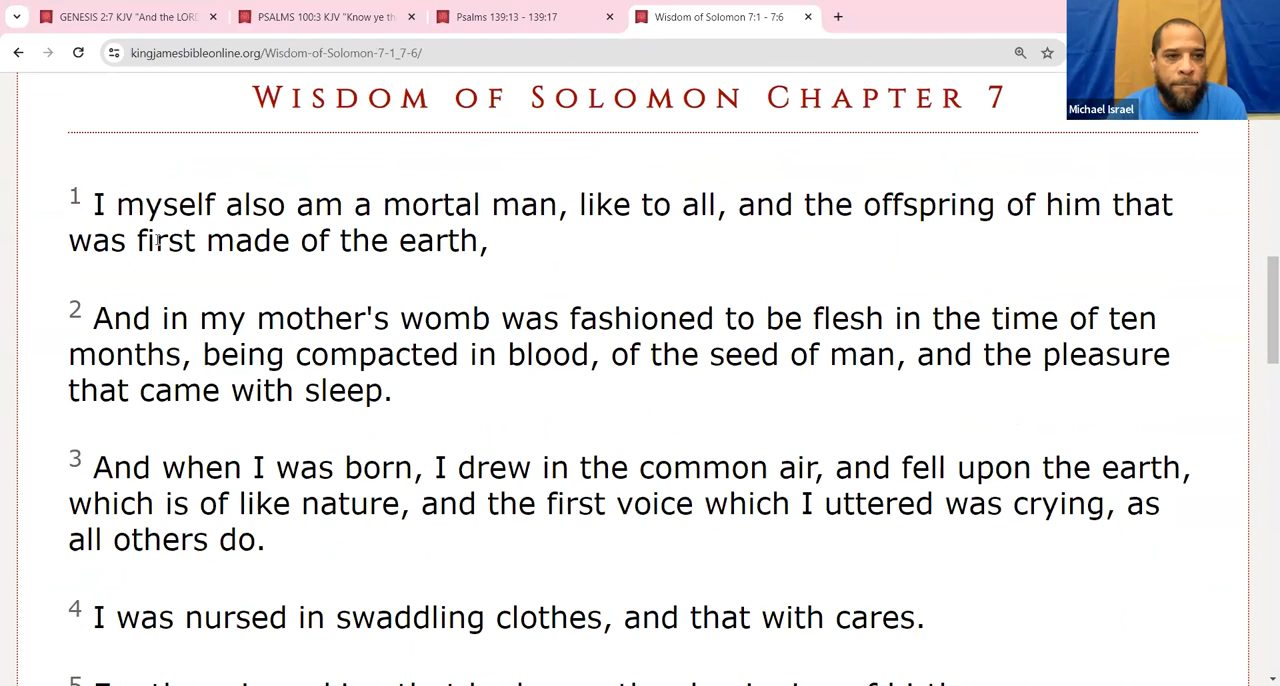 GENESIS 2:7 KJV "And the LORD
PSALMS 100:3 KJV "Know ye th
Psalms 139:13 - 139:17
Wisdom of Solomon 7:1 - 7:6
kingjamesbibleonline.org/Wisdom-of-Solomon-7-1_7-6/
Michael Israel
WISDOM OF SOLOMON CHAPTER 7
1 I myself also am a mortal man, like to all, and the offspring of him that
was first made of the earth,
2 And in my mother's womb was fashioned to be flesh in the time of ten
months, being compacted in blood, of the seed of man, and the pleasure
that came with sleep.
3 And when I was born, I drew in the common air, and fell upon the earth,
which is of like nature, and the first voice which I uttered was crying, as
all others do.
4 I was nursed in swaddling clothes, and that with cares.